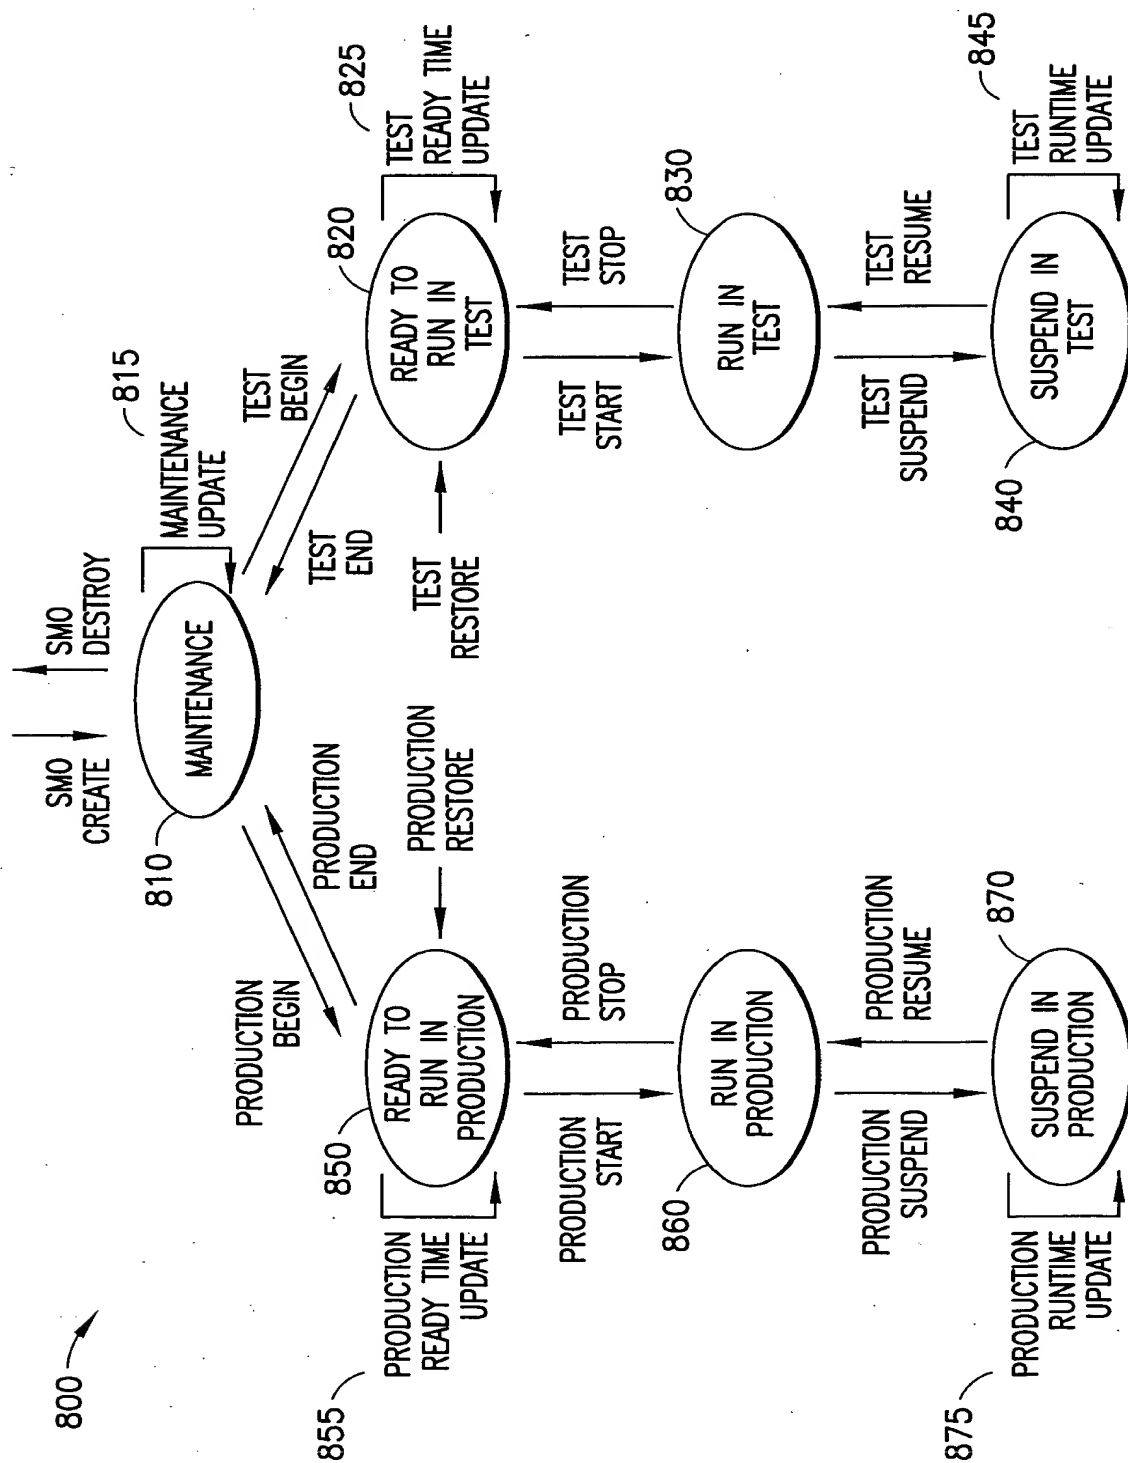 800
SMO
CREATE
SMO
DESTROY
810
MAINTENANCE
MAINTENANCE
UPDATE
815
PRODUCTION
BEGIN
PRODUCTION
END
TEST
END
TEST
BEGIN
855
PRODUCTION
READY TIME
UPDATE
850
READY TO
RUN IN
PRODUCTION
PRODUCTION
RESTORE
TEST
RESTORE
820
READY TO
RUN IN
TEST
TEST
READY TIME
UPDATE
825
PRODUCTION
START
PRODUCTION
STOP
TEST
START
TEST
STOP
860
RUN IN
PRODUCTION
RUN IN
TEST
830
PRODUCTION
SUSPEND
PRODUCTION
RESUME
TEST
SUSPEND
TEST
RESUME
875
PRODUCTION
RUNTIME
UPDATE
SUSPEND IN
PRODUCTION
870
840
SUSPEND IN
TEST
TEST
RUNTIME
UPDATE
845